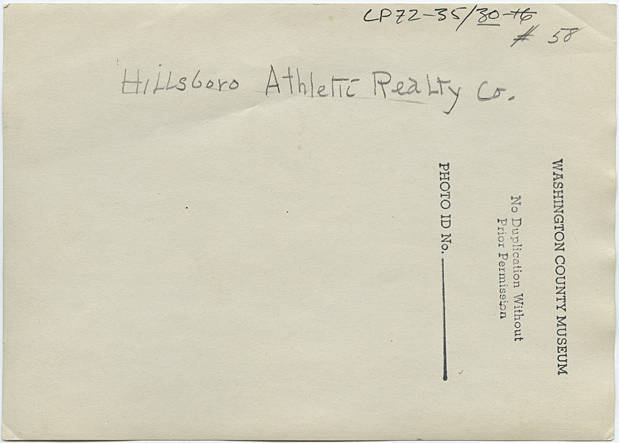 LP72-35/30-46
# 58
Hillsboro Athletic Realty Co.
WASHINGTON COUNTY MUSEUM
No Duplication Without
Prior Permission
PHOTO ID No.